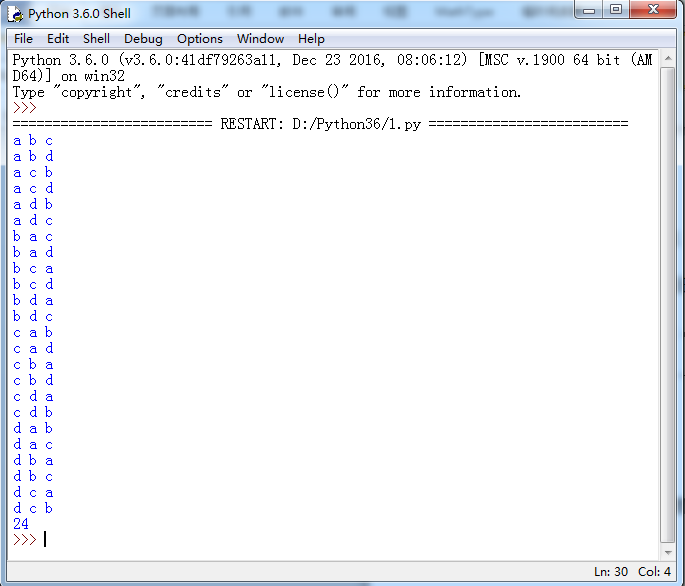 Python 3.6.0 Shell
File Edit Shell Debug Options Window Help
Python 3.6.0 (v3.6.0:41df79263a11, Dec 23 2016, 08:06:12) [MSC v.1900 64 bit (AM
D64)] on win32
Type "copyright", "credits" or "license()" for more information.
>>>
========================= RESTART: D:/Python36/1.py =========================
a b c
a b d
a c b
a c d
a d b
a d c
b a c
b a d
b c a
b c d
b d a
b d c
c a b
c a d
c b a
c b d
c d a
c d b
d a b
d a c
d b a
d b c
d c a
d c b
24
>>>
Ln: 30 Col: 4